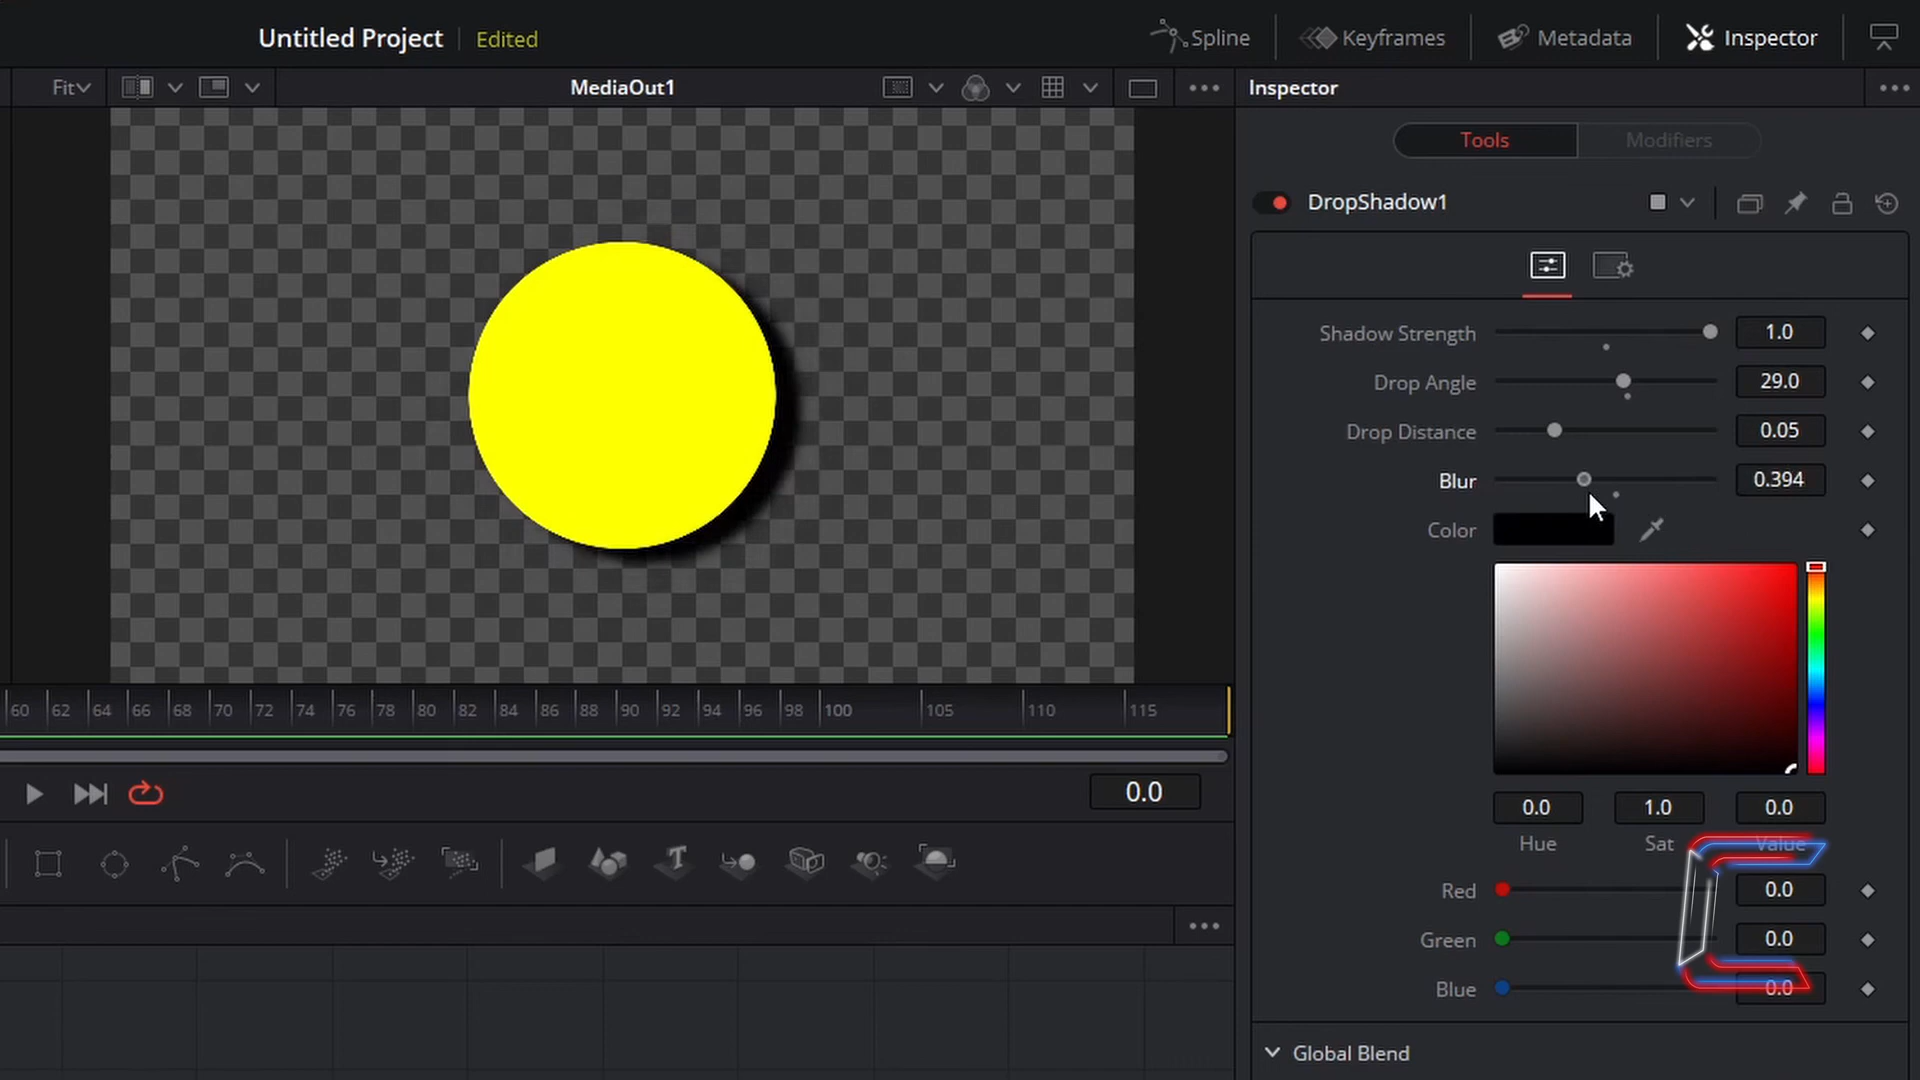 Untitled Project Edited Spline Keyframes Metadata Inspector
Fit MediaOut1 Inspector
Tools Modifiers
DropShadow1
Shadow Strength 1.0
Drop Angle 29.0
Drop Distance 0.05
Blur 0.394
Color
60 62 64 66 68 70 72 74 76 78 80 82 84 86 88 90 92 94 96 98 100 105 110 115
0.0
0.0 1.0 0.0
Hue Sat Value
Red 0.0
Green 0.0
Blue 0.0
Global Blend